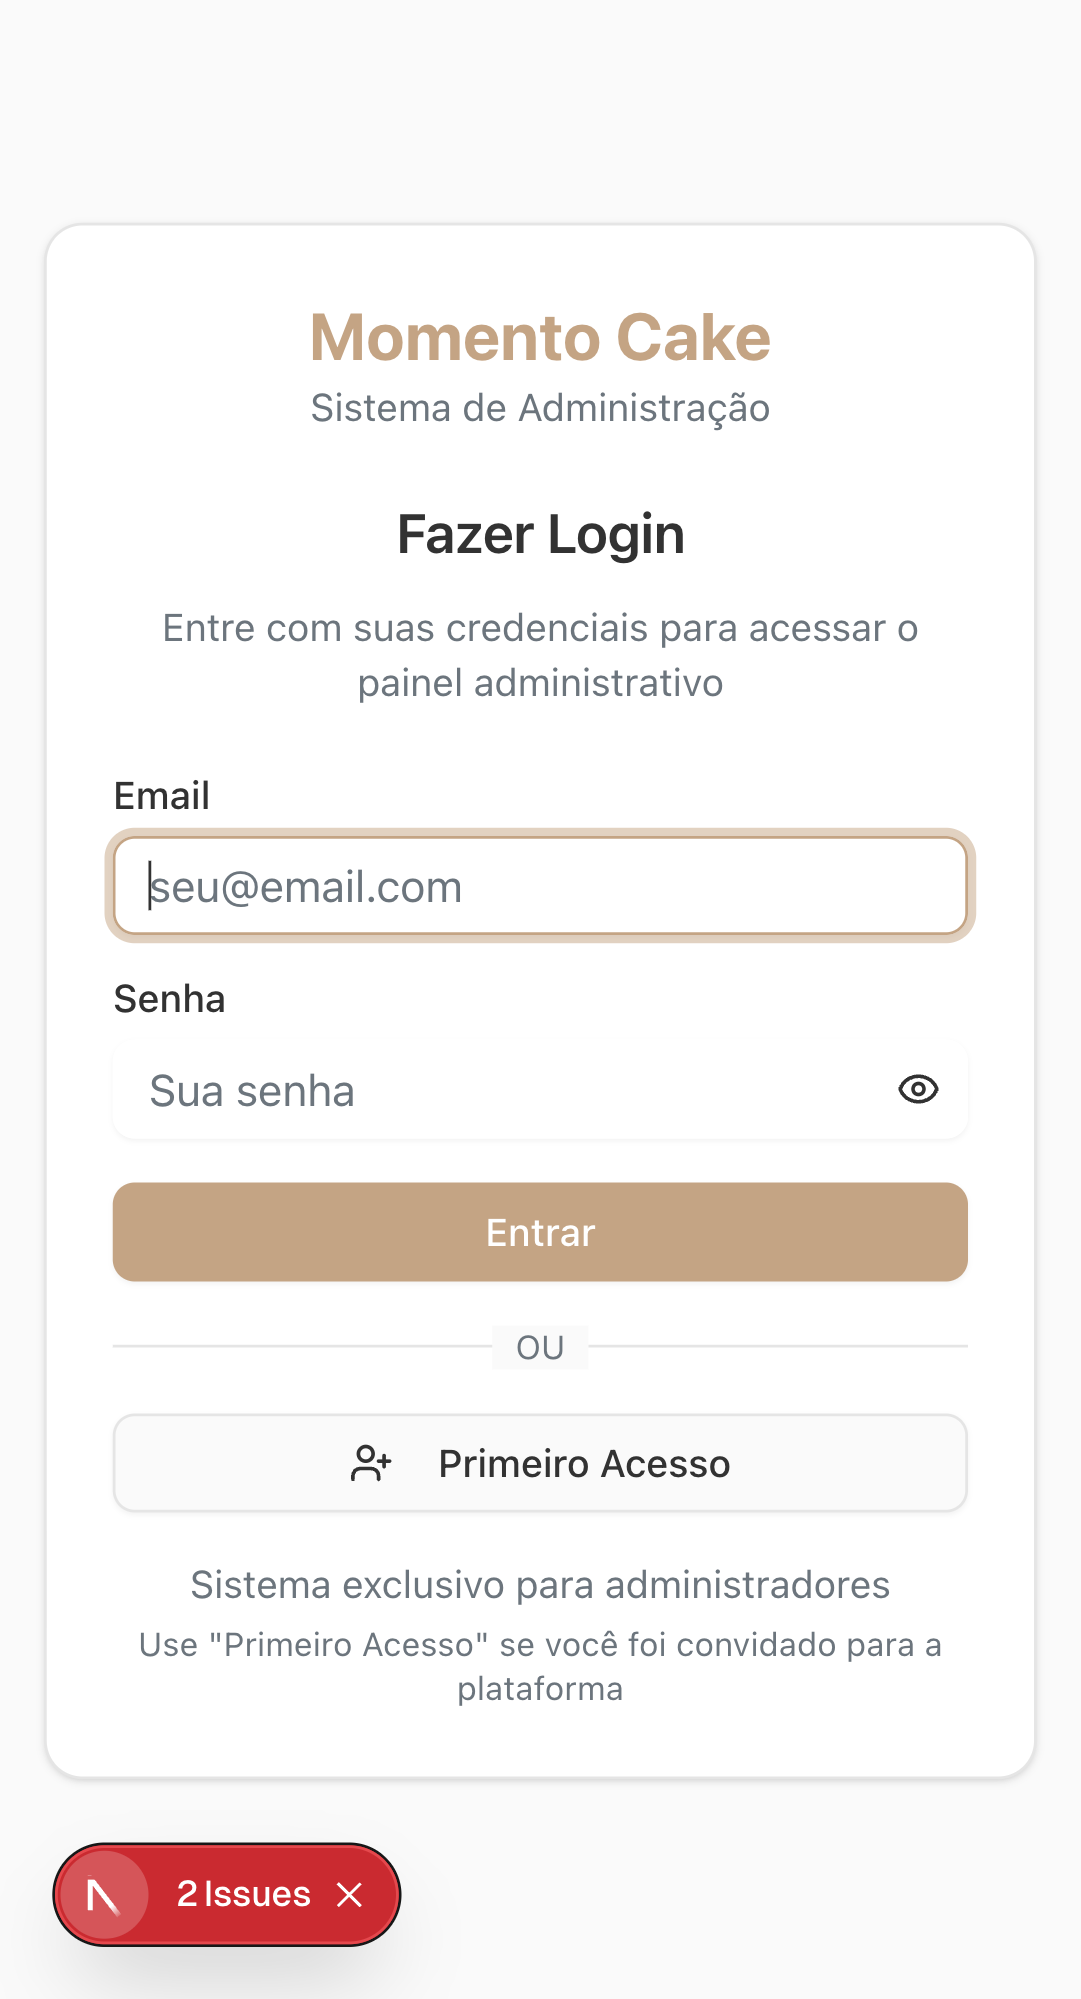 Momento Cake
Sistema de Administração
Fazer Login
Entre com suas credenciais para acessar o
painel administrativo
Email
seu@email.com
Senha
Sua senha
Entrar
OU
Primeiro Acesso
Sistema exclusivo para administradores
Use "Primeiro Acesso" se você foi convidado para a
plataforma
2 Issues